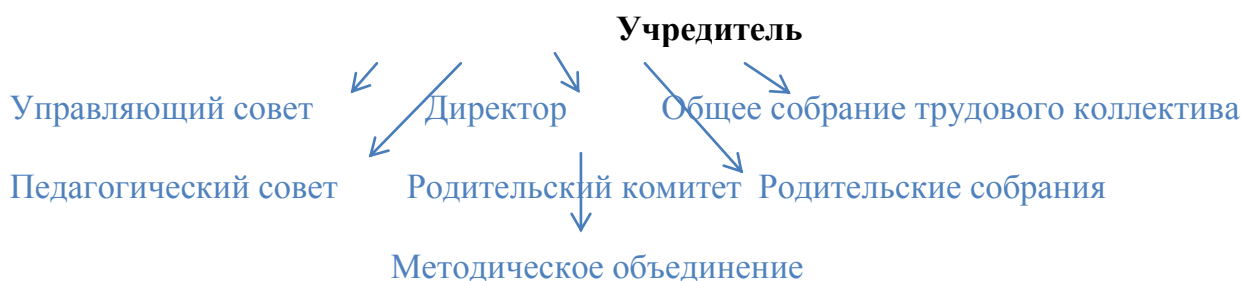 Учредитель
Управляющий совет Директор Общее собрание трудового коллектива
Педагогический совет Родительский комитет Родительские собрания
Методическое объединение